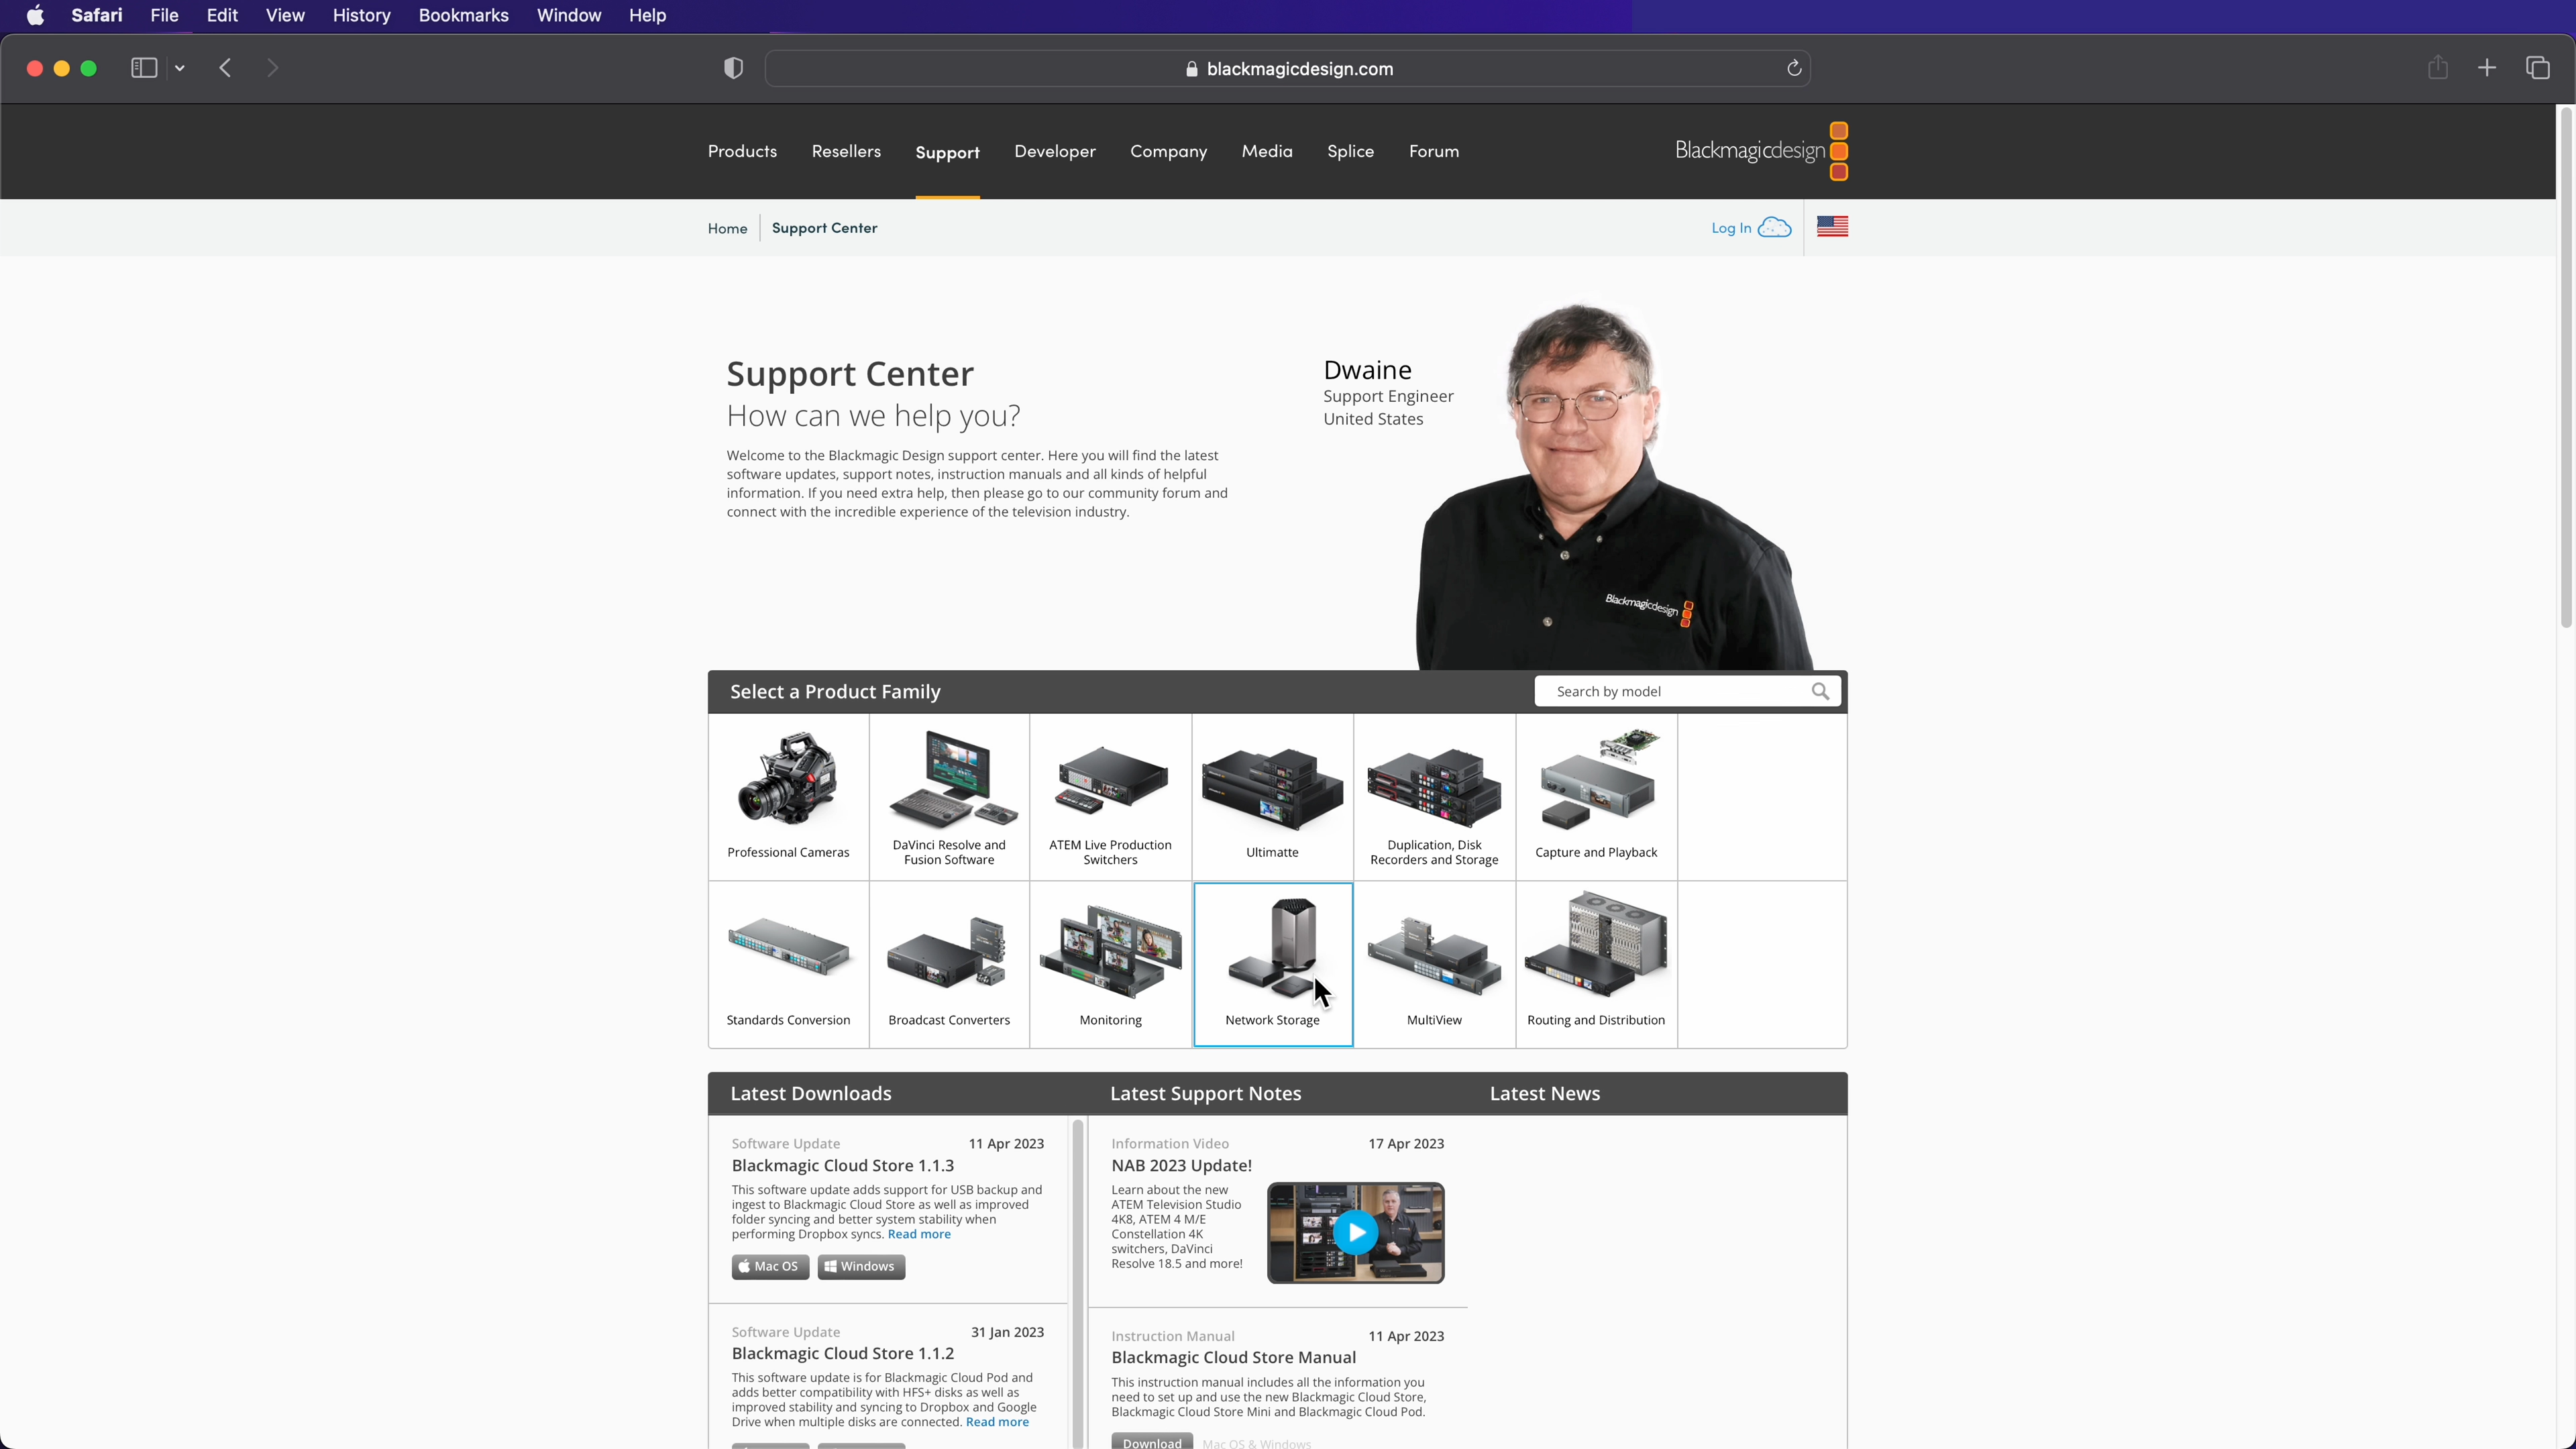 Safari File Edit View History Bookmarks Window Help
blackmagicdesign.com
Products Resellers Support Developer Company Media Splice Forum Blackmagicdesign
Home Support Center Log In
Support Center
How can we help you?
Welcome to the Blackmagic Design support center. Here you will find the latest
software updates, support notes, instruction manuals and all kinds of helpful
information. If you need extra help, then please go to our community forum and
connect with the incredible experience of the television industry.
Dwaine
Support Engineer
United States
Blackmagicdesign
Select a Product Family Search by model
Professional Cameras
DaVinci Resolve and
Fusion Software
ATEM Live Production
Switchers
Ultimatte
Duplication, Disk
Recorders and Storage
Capture and Playback
Standards Conversion
Broadcast Converters
Monitoring
Network Storage
MultiView
Routing and Distribution
Latest Downloads
Software Update 11 Apr 2023
Blackmagic Cloud Store 1.1.3
This software update adds support for USB backup and
ingest to Blackmagic Cloud Store as well as improved
folder syncing and better system stability when
performing Dropbox syncs. Read more
Mac OS Windows
Software Update 31 Jan 2023
Blackmagic Cloud Store 1.1.2
This software update is for Blackmagic Cloud Pod and
adds better compatibility with HFS+ disks as well as
improved stability and syncing to Dropbox and Google
Drive when multiple disks are connected. Read more
Latest Support Notes
Information Video 17 Apr 2023
NAB 2023 Update!
Learn about the new
ATEM Television Studio
4K8, ATEM 4 M/E
Constellation 4K
switchers, DaVinci
Resolve 18.5 and more!
Instruction Manual 11 Apr 2023
Blackmagic Cloud Store Manual
This instruction manual includes all the information you
need to set up and use the new Blackmagic Cloud Store,
Blackmagic Cloud Store Mini and Blackmagic Cloud Pod.
Download Mac OS & Windows
Latest News